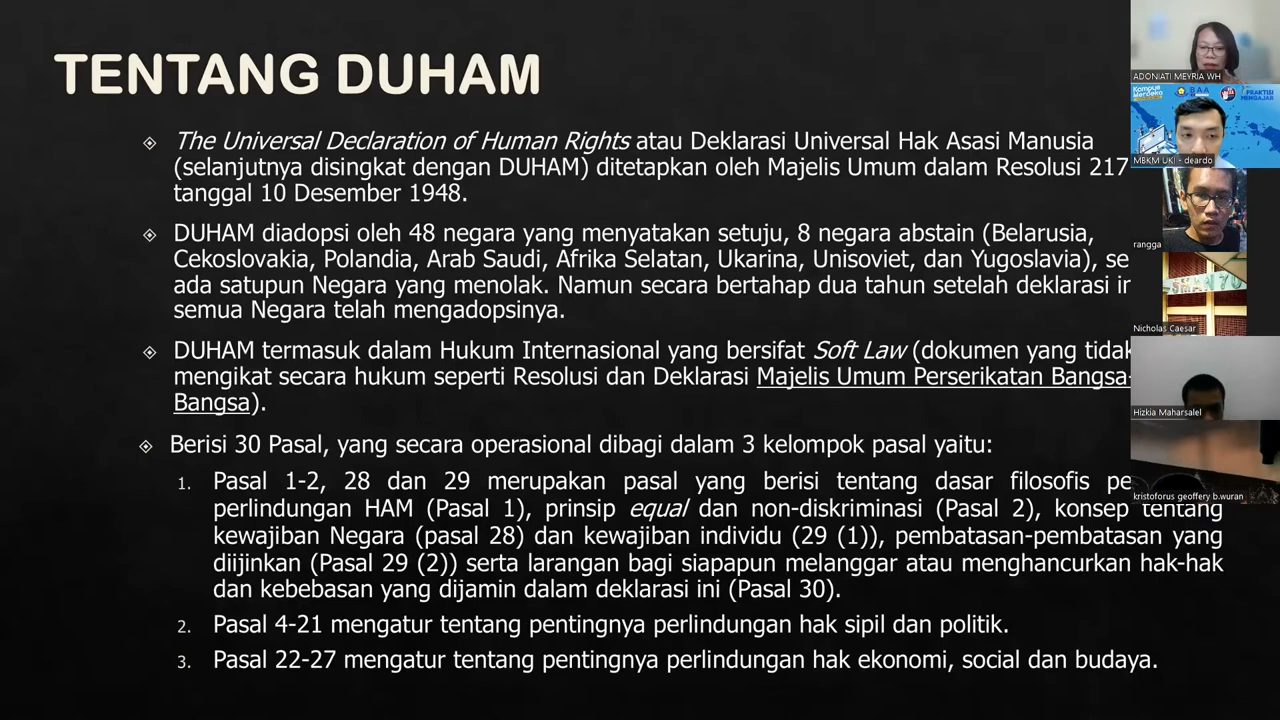 TENTANG DUHAM
The Universal Declaration of Human Rights atau Deklarasi Universal Hak Asasi Manusia
(selanjutnya disingkat dengan DUHAM) ditetapkan oleh Majelis Umum dalam Resolusi 217
tanggal 10 Desember 1948.
DUHAM diadopsi oleh 48 negara yang menyatakan setuju, 8 negara abstain (Belarusia,
Cekoslovakia, Polandia, Arab Saudi, Afrika Selatan, Ukarina, Unisoviet, dan Yugoslavia), se
ada satupun Negara yang menolak. Namun secara bertahap dua tahun setelah deklarasi ir
semua Negara telah mengadopsinya.
DUHAM termasuk dalam Hukum Internasional yang bersifat Soft Law (dokumen yang tidak
mengikat secara hukum seperti Resolusi dan Deklarasi Majelis Umum Perserikatan Bangsa-
Bangsa).
Berisi 30 Pasal, yang secara operasional dibagi dalam 3 kelompok pasal yaitu:
1. Pasal 1-2, 28 dan 29 merupakan pasal yang berisi tentang dasar filosofis pe
perlindungan HAM (Pasal 1), prinsip equal dan non-diskriminasi (Pasal 2), konsep tentang
kewajiban Negara (pasal 28) dan kewajiban individu (29 (1)), pembatasan-pembatasan yang
diijinkan (Pasal 29 (2)) serta larangan bagi siapapun melanggar atau menghancurkan hak-hak
dan kebebasan yang dijamin dalam deklarasi ini (Pasal 30).
2. Pasal 4-21 mengatur tentang pentingnya perlindungan hak sipil dan politik.
3. Pasal 22-27 mengatur tentang pentingnya perlindungan hak ekonomi, social dan budaya.
ADONIATI MEYRIA WH
Kampus
Merdeka
BAA
PRAKTISI
MENGAJAR
MBKM UKI - deardo
rangga
Nicholas Caesar
Hizkia Maharsalel
kristoforus geoffery b.wuran